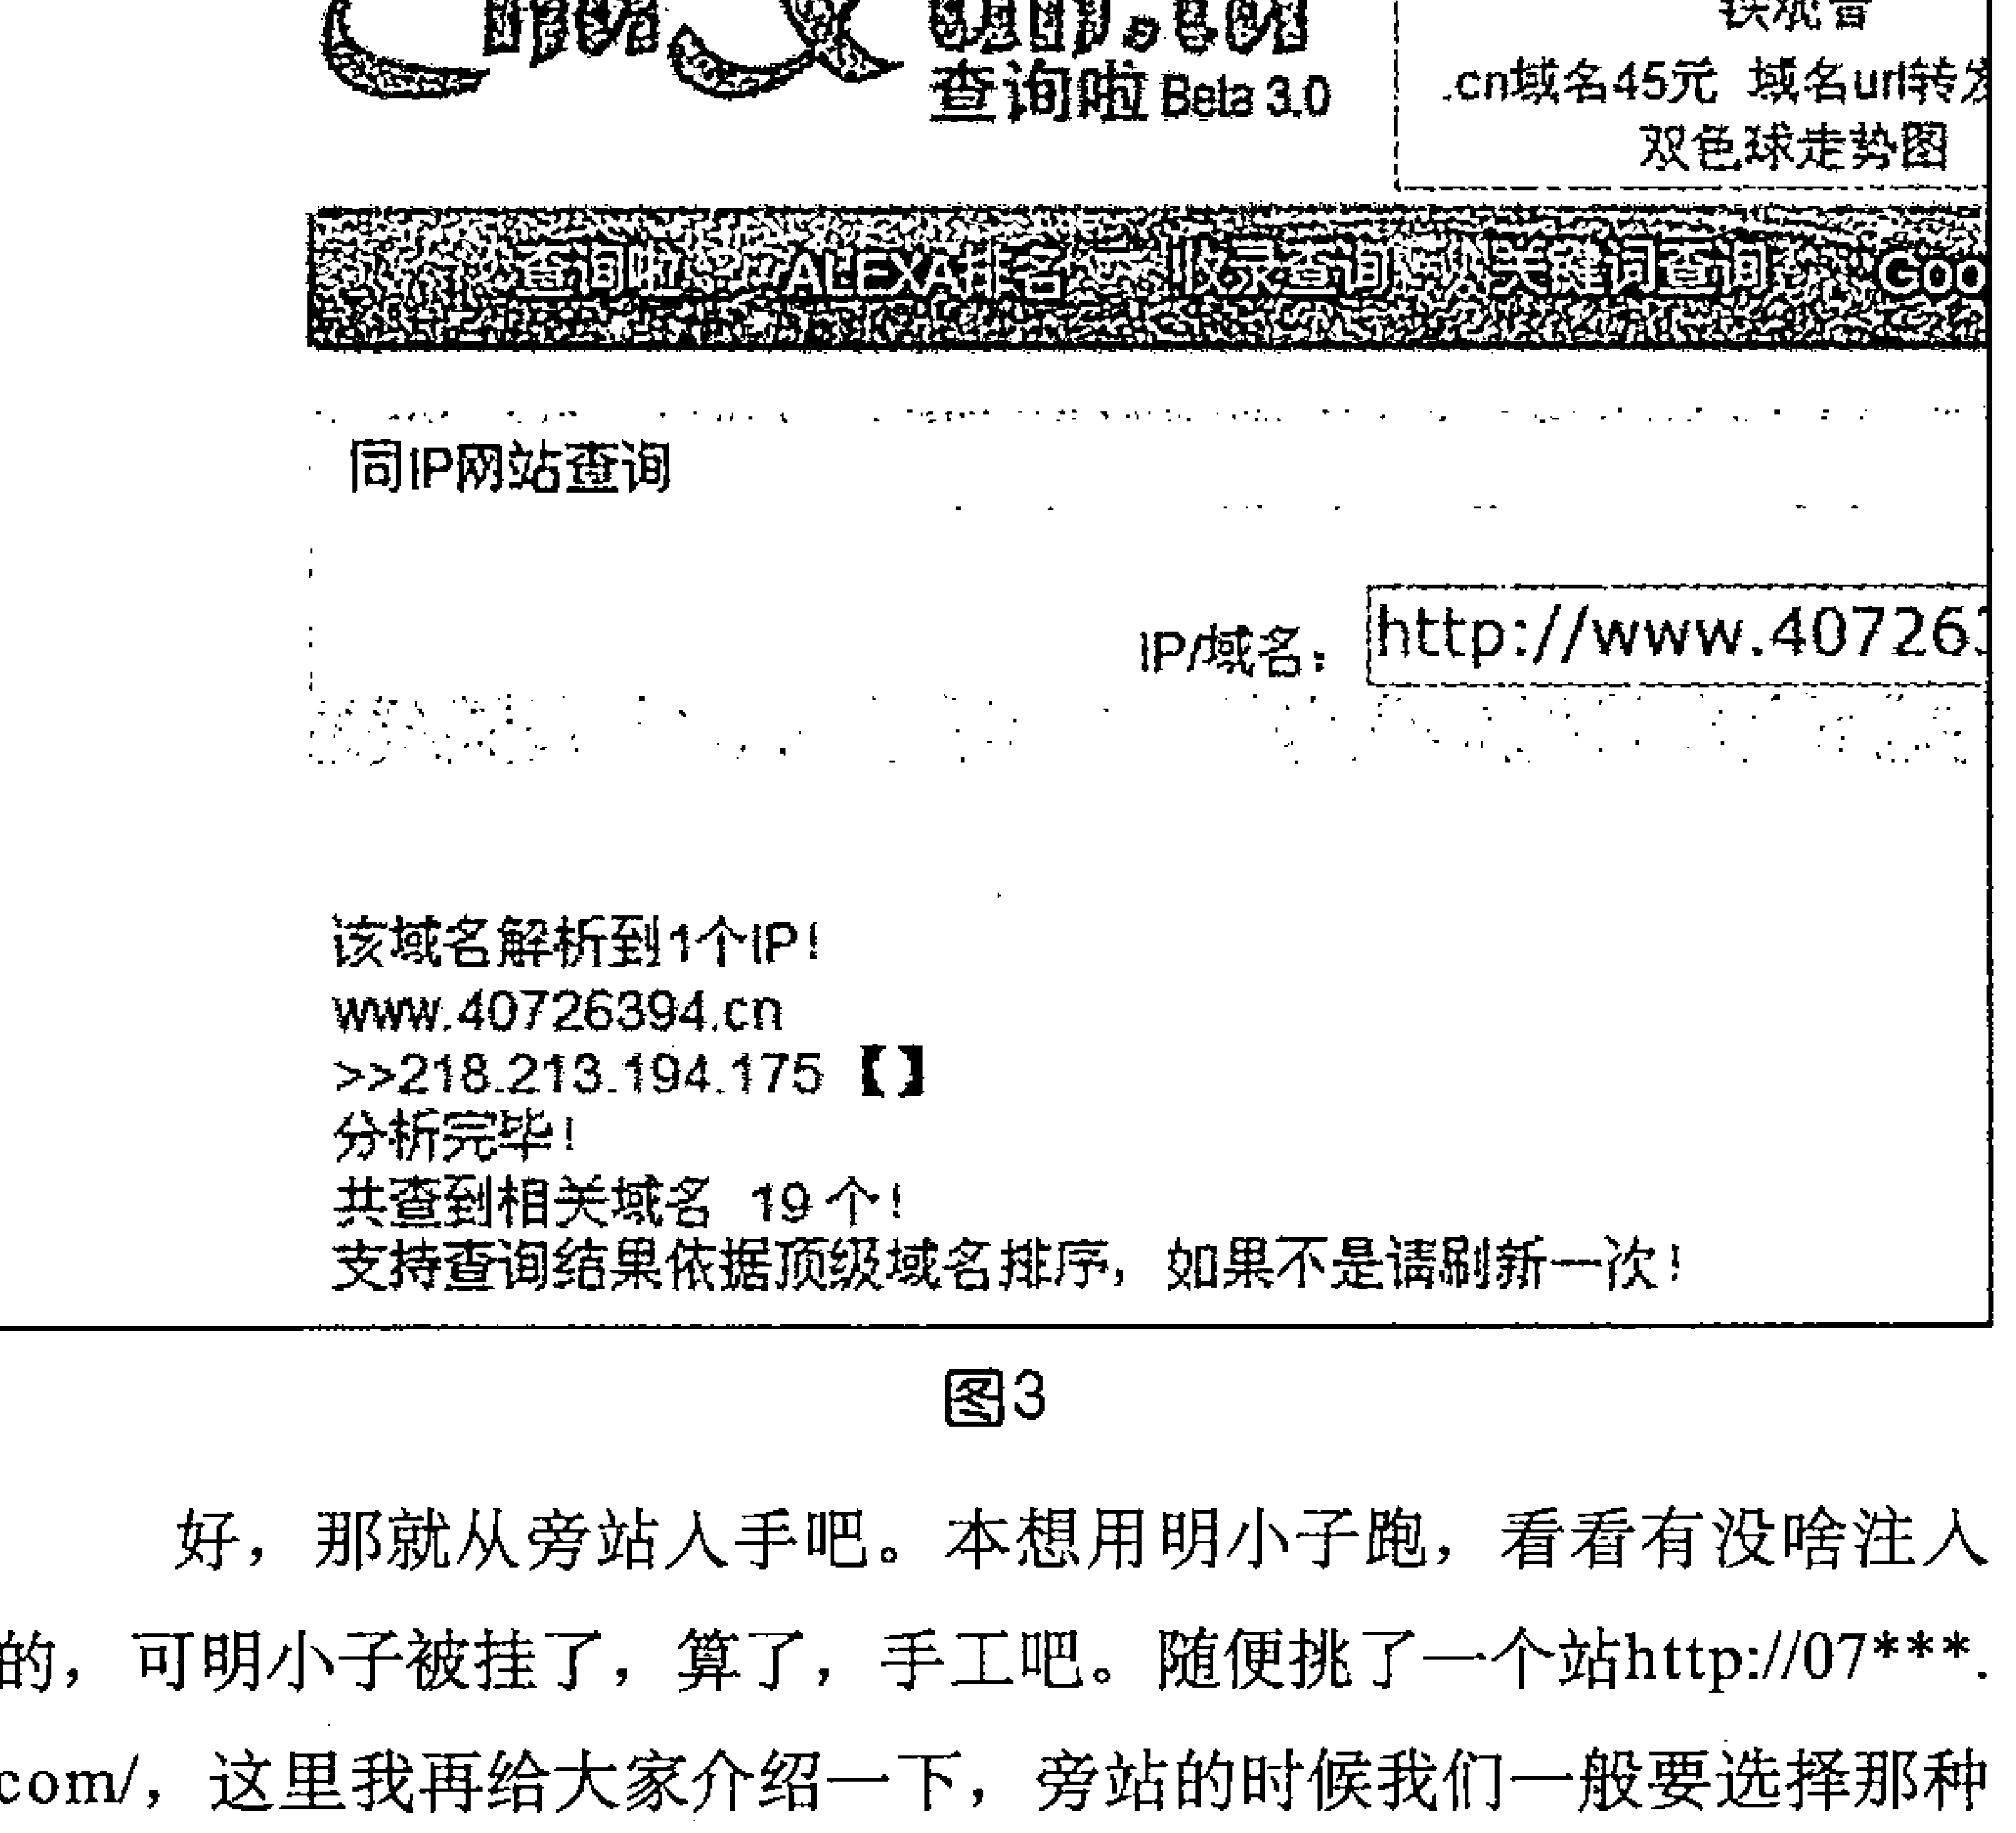 查询啦 Beta 3.0
.cn域名45元 域名url转发
双色球走势图
查询啦 ALEXA排名 收录查询 关键词查询 Goo
同IP网站查询
IP/域名： http://www.407263
该域名解析到1个IP！
www.40726394.cn
>>218.213.194.175【】
分析完毕！
共查到相关域名 19个！
支持查询结果依据顶级域名排序，如果不是请刷新一次！
图3
好，那就从旁站入手吧。本想用明小子跑，看看有没啥注入
的，可明小子被挂了，算了，手工吧。随便挑了一个站http://07***.
com/，这里我再给大家介绍一下，旁站的时候我们一般要选择那种